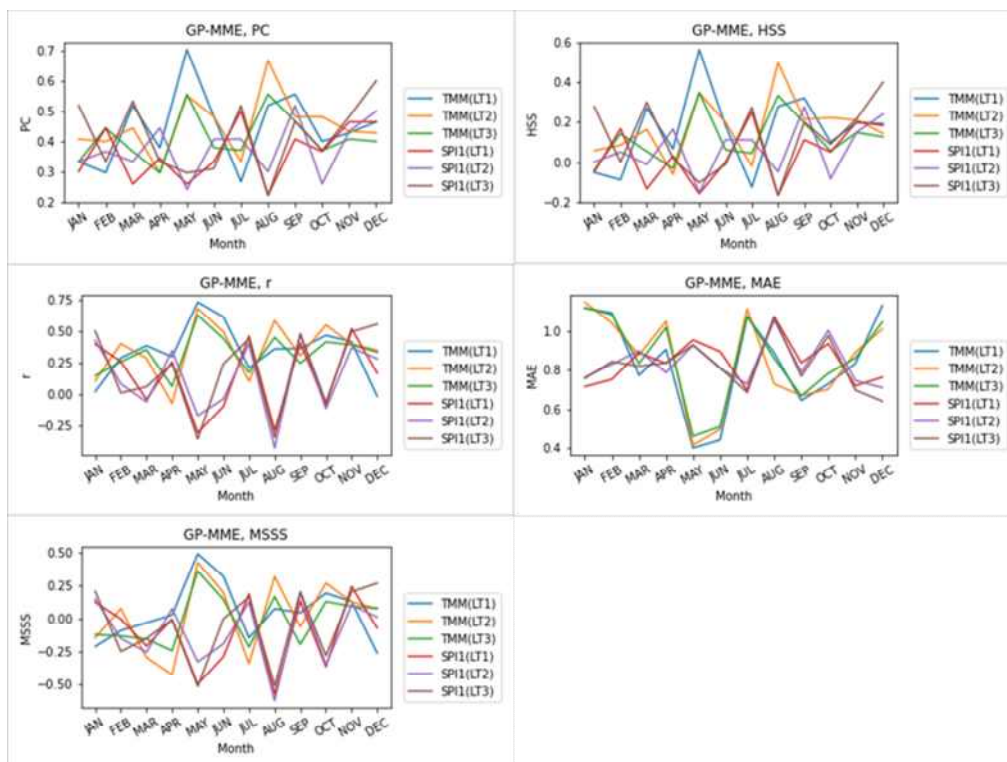 GP-MME, PC
0.7
0.6
0.5
0.4
0.3
0.2
PC
JAN FEB MAR APR MAY JUN JUL AUG SEP OCT NOV DEC
Month
TMM(LT1)
TMM(LT2)
TMM(LT3)
SPI1(LT1)
SPI1(LT2)
SPI1(LT3)
GP-MME, HSS
0.6
0.4
0.2
0.0
−0.2
HSS
JAN FEB MAR APR MAY JUN JUL AUG SEP OCT NOV DEC
Month
TMM(LT1)
TMM(LT2)
TMM(LT3)
SPI1(LT1)
SPI1(LT2)
SPI1(LT3)
GP-MME, r
0.75
0.50
0.25
0.00
−0.25
r
JAN FEB MAR APR MAY JUN JUL AUG SEP OCT NOV DEC
Month
TMM(LT1)
TMM(LT2)
TMM(LT3)
SPI1(LT1)
SPI1(LT2)
SPI1(LT3)
GP-MME, MAE
1.0
0.8
0.6
0.4
MAE
JAN FEB MAR APR MAY JUN JUL AUG SEP OCT NOV DEC
Month
TMM(LT1)
TMM(LT2)
TMM(LT3)
SPI1(LT1)
SPI1(LT2)
SPI1(LT3)
GP-MME, MSSS
0.50
0.25
0.00
−0.25
−0.50
MSSS
JAN FEB MAR APR MAY JUN JUL AUG SEP OCT NOV DEC
Month
TMM(LT1)
TMM(LT2)
TMM(LT3)
SPI1(LT1)
SPI1(LT2)
SPI1(LT3)